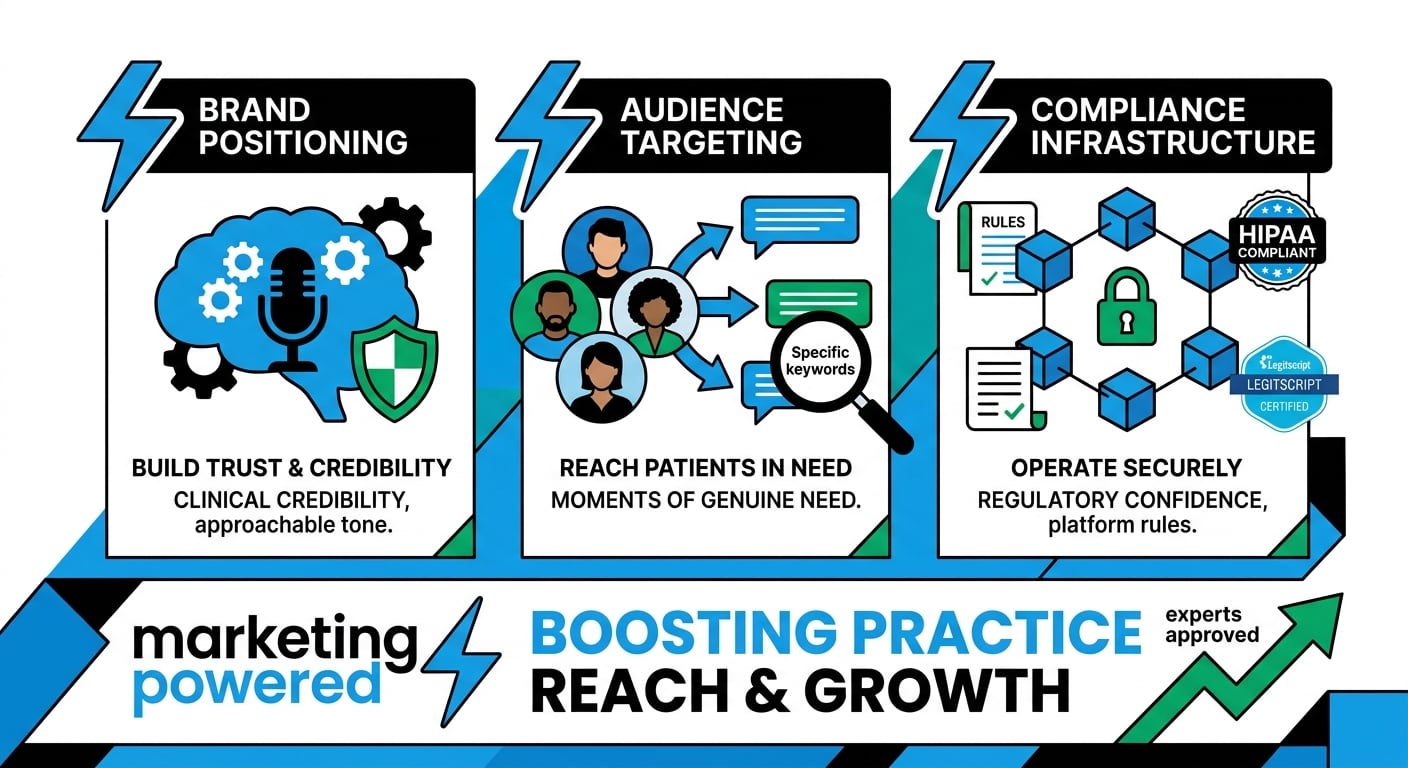 BRAND
POSITIONING
BUILD TRUST & CREDIBILITY
CLINICAL CREDIBILITY,
approachable tone.
AUDIENCE
TARGETING
Specific
keywords
REACH PATIENTS IN NEED
MOMENTS OF GENUINE NEED.
COMPLIANCE
INFRASTRUCTURE
RULES
HIPAA
COMPLIANT
Legitscript
LEGITSCRIPT
CERTIFIED
OPERATE SECURELY
REGULATORY CONFIDENCE,
platform rules.
marketing
powered
BOOSTING PRACTICE
REACH & GROWTH
experts
approved